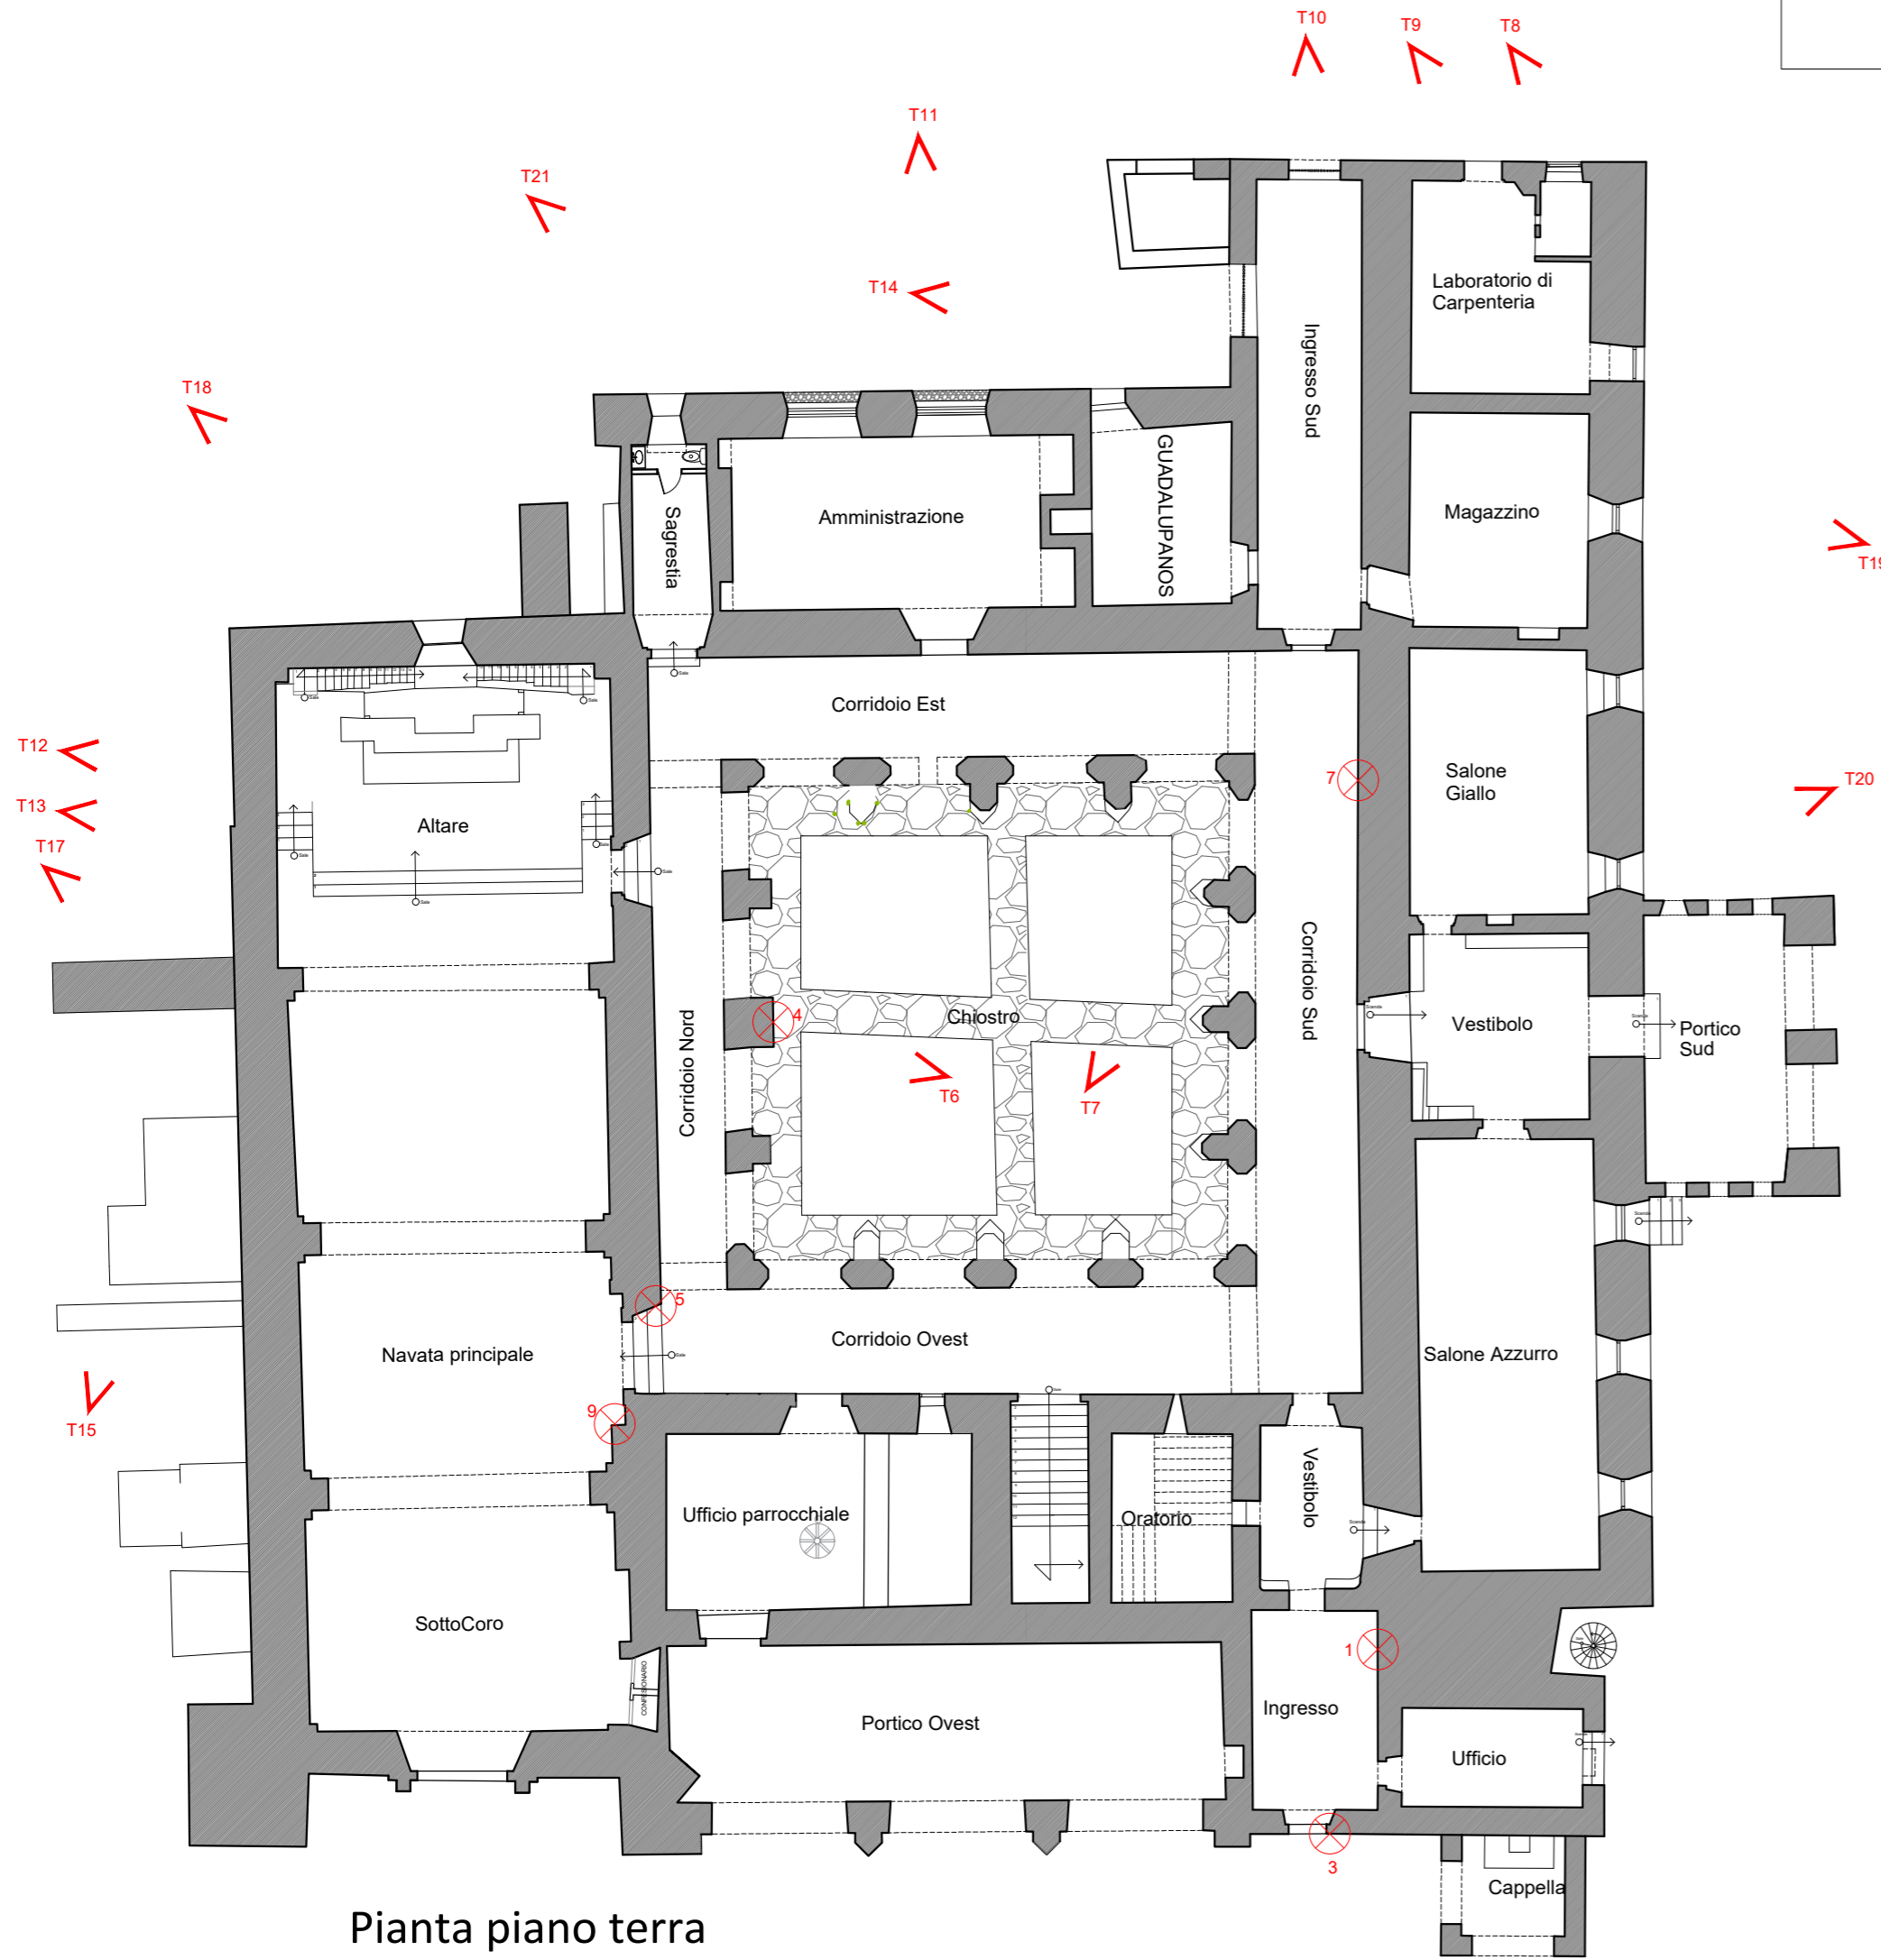 T10
T9
T8
T11
T21
T14
T18
Laboratorio di
Carpenteria
Ingresso Sud
GUADALUPANOS
Sagrestia
Amministrazione
Magazzino
T19
Corridoio Est
T12
T13
T17
Altare
7
Salone
Giallo
T20
Corridoio Nord
4
Chiostro
Corridoio Sud
Vestibolo
Portico
Sud
T6
T7
5
Corridoio Ovest
Navata principale
Salone Azzurro
9
T15
Ufficio parrocchiale
Oratorio
Vestibolo
SottoCoro
CONFESIONARIO
1
Ingresso
Portico Ovest
Ufficio
3
Cappella
Pianta piano terra